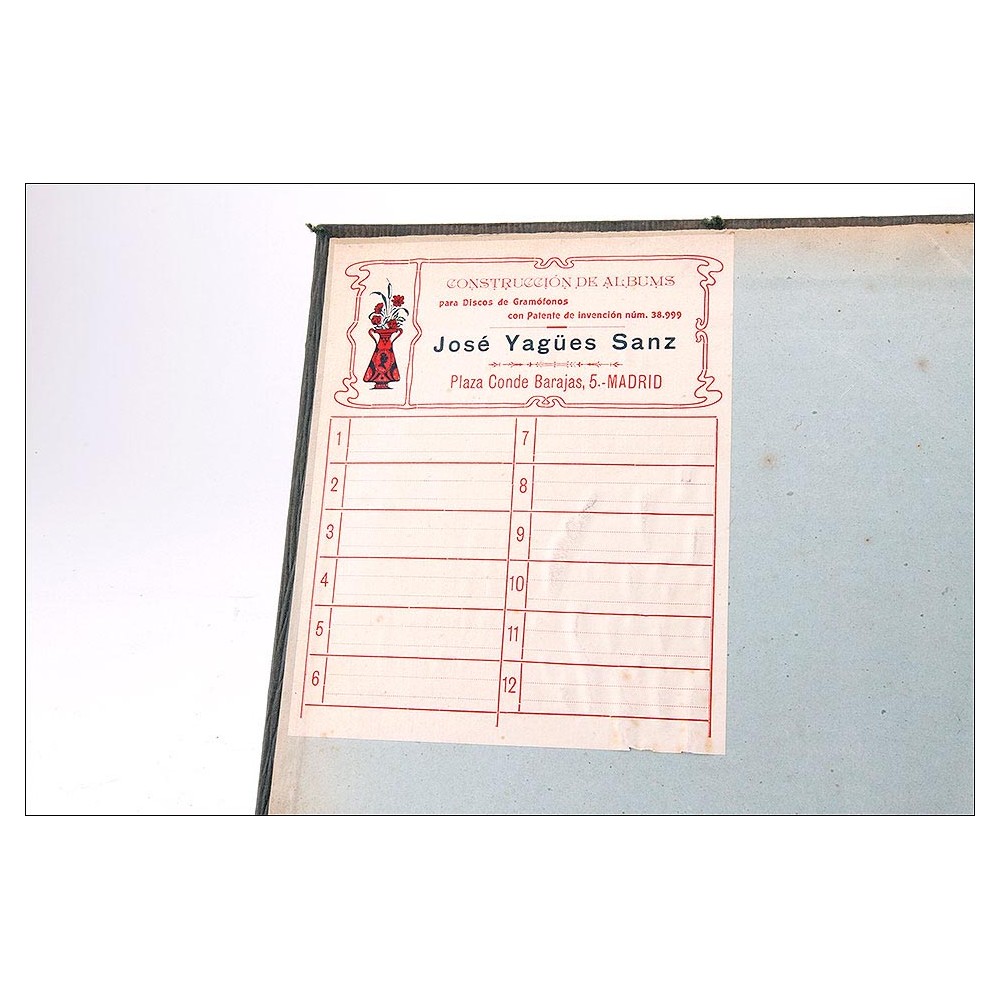 CONSTRUCCIÓN DE ALBUMS
para Discos de Gramófonos
con Patente de invención núm. 38.999
José Yagües Sanz
Plaza Conde Barajas, 5.-MADRID
1
2
3
4
5
6
7
8
9
10
11
12